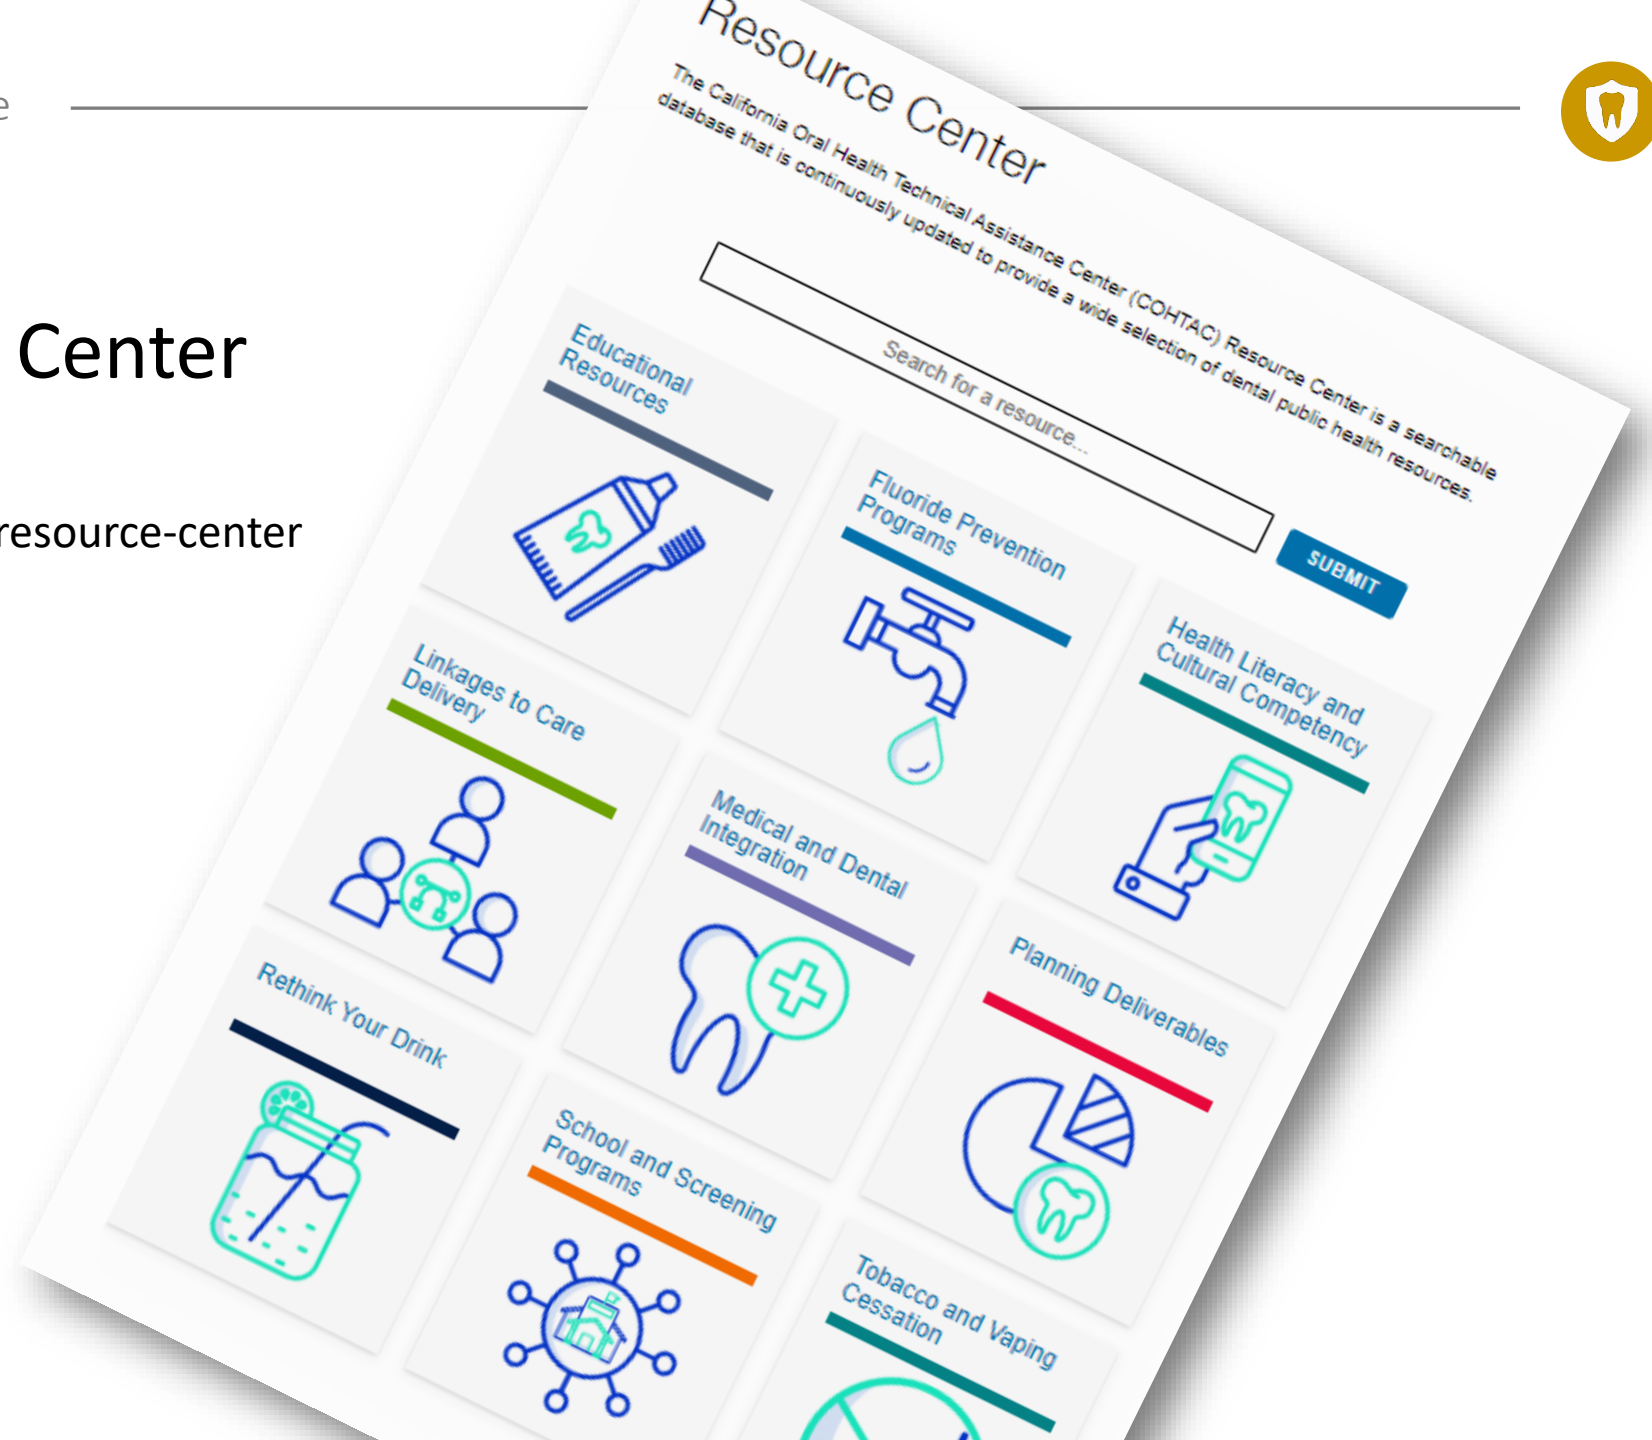 e
Center
resource-center
Resource Center
The California Oral Health Technical Assistance Center (COHTAC) Resource Center is a searchable
database that is continuously updated to provide a wide selection of dental public health resources.
Search for a resource...
SUBMIT
Educational
Resources
Fluoride Prevention
Programs
Health Literacy and
Cultural Competency
Linkages to Care
Delivery
Medical and Dental
Integration
Planning Deliverables
Rethink Your Drink
School and Screening
Programs
Tobacco and Vaping
Cessation